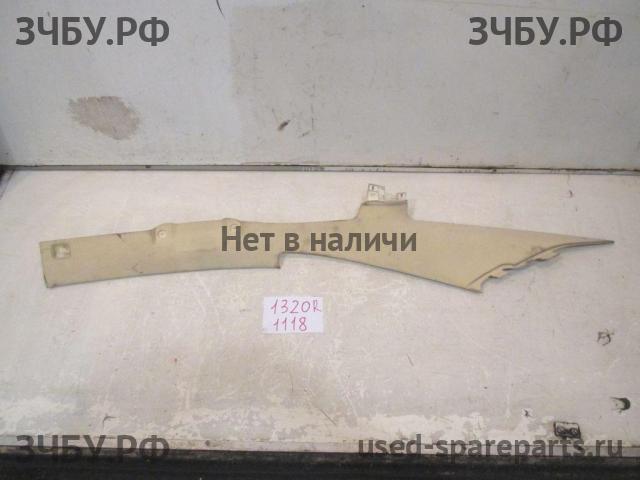 ЗЧБУ.РФ ЗЧБУ.РФ
Нет в наличи
1320R
1118
ЗЧБУ.РФ
used-spareparts.ru